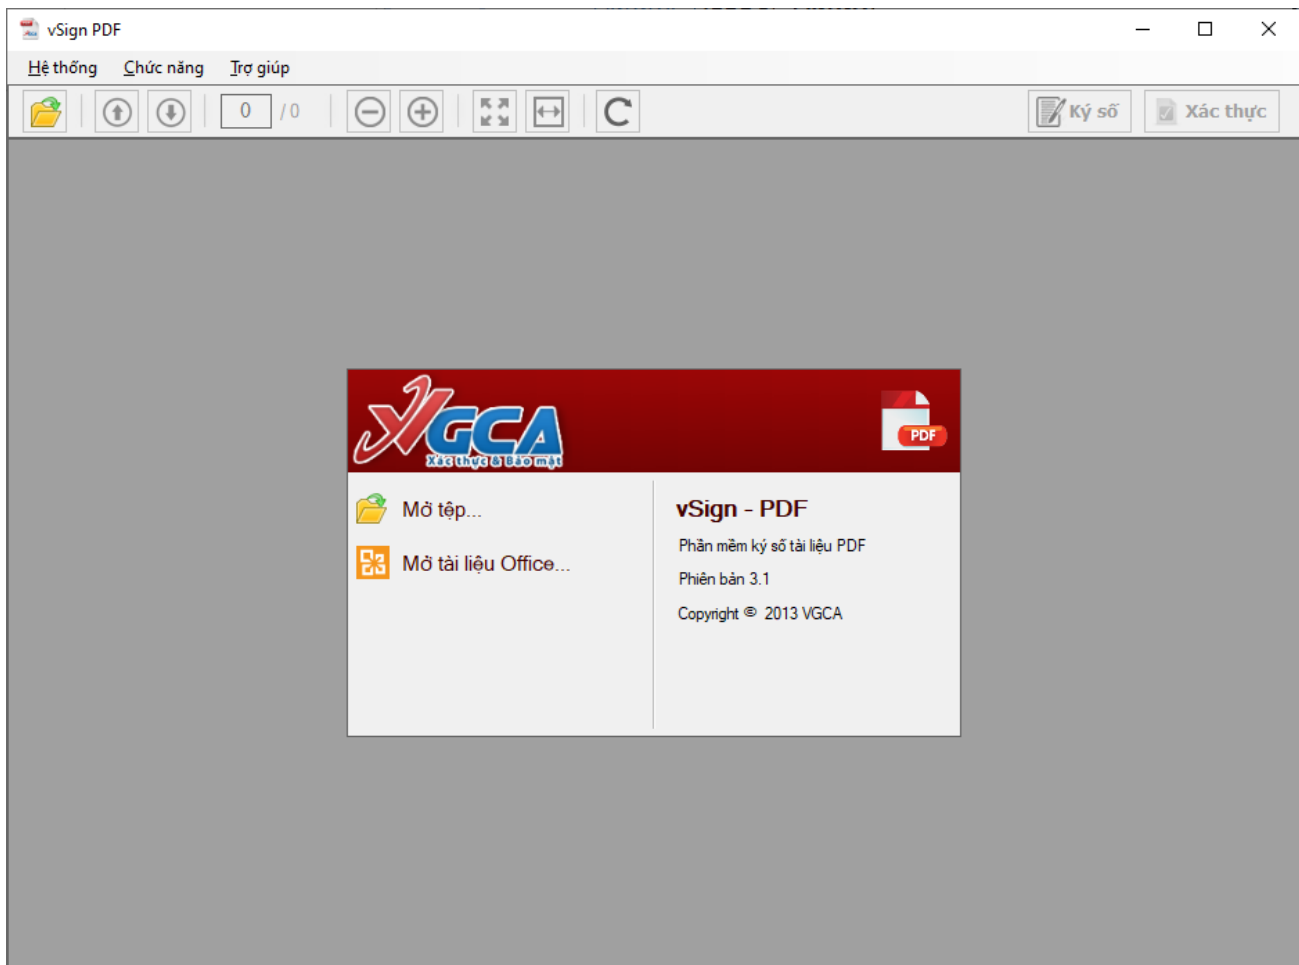 vSign PDF
Hệ thống Chức năng Trợ giúp
0 / 0 Ký số Xác thực
VGCA
Xác thực & Bảo mật
PDF
Mở tệp...
Mở tài liệu Office...
vSign - PDF
Phần mềm ký số tài liệu PDF
Phiên bản 3.1
Copyright © 2013 VGCA